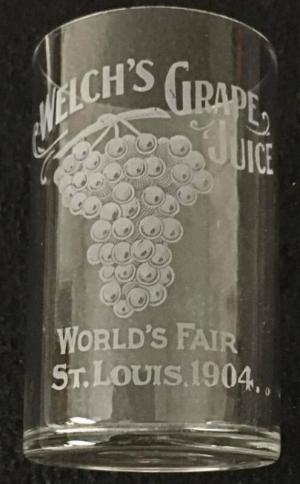 WELCH'S GRAPE
JUICE
WORLD'S FAIR
ST. LOUIS, 1904..